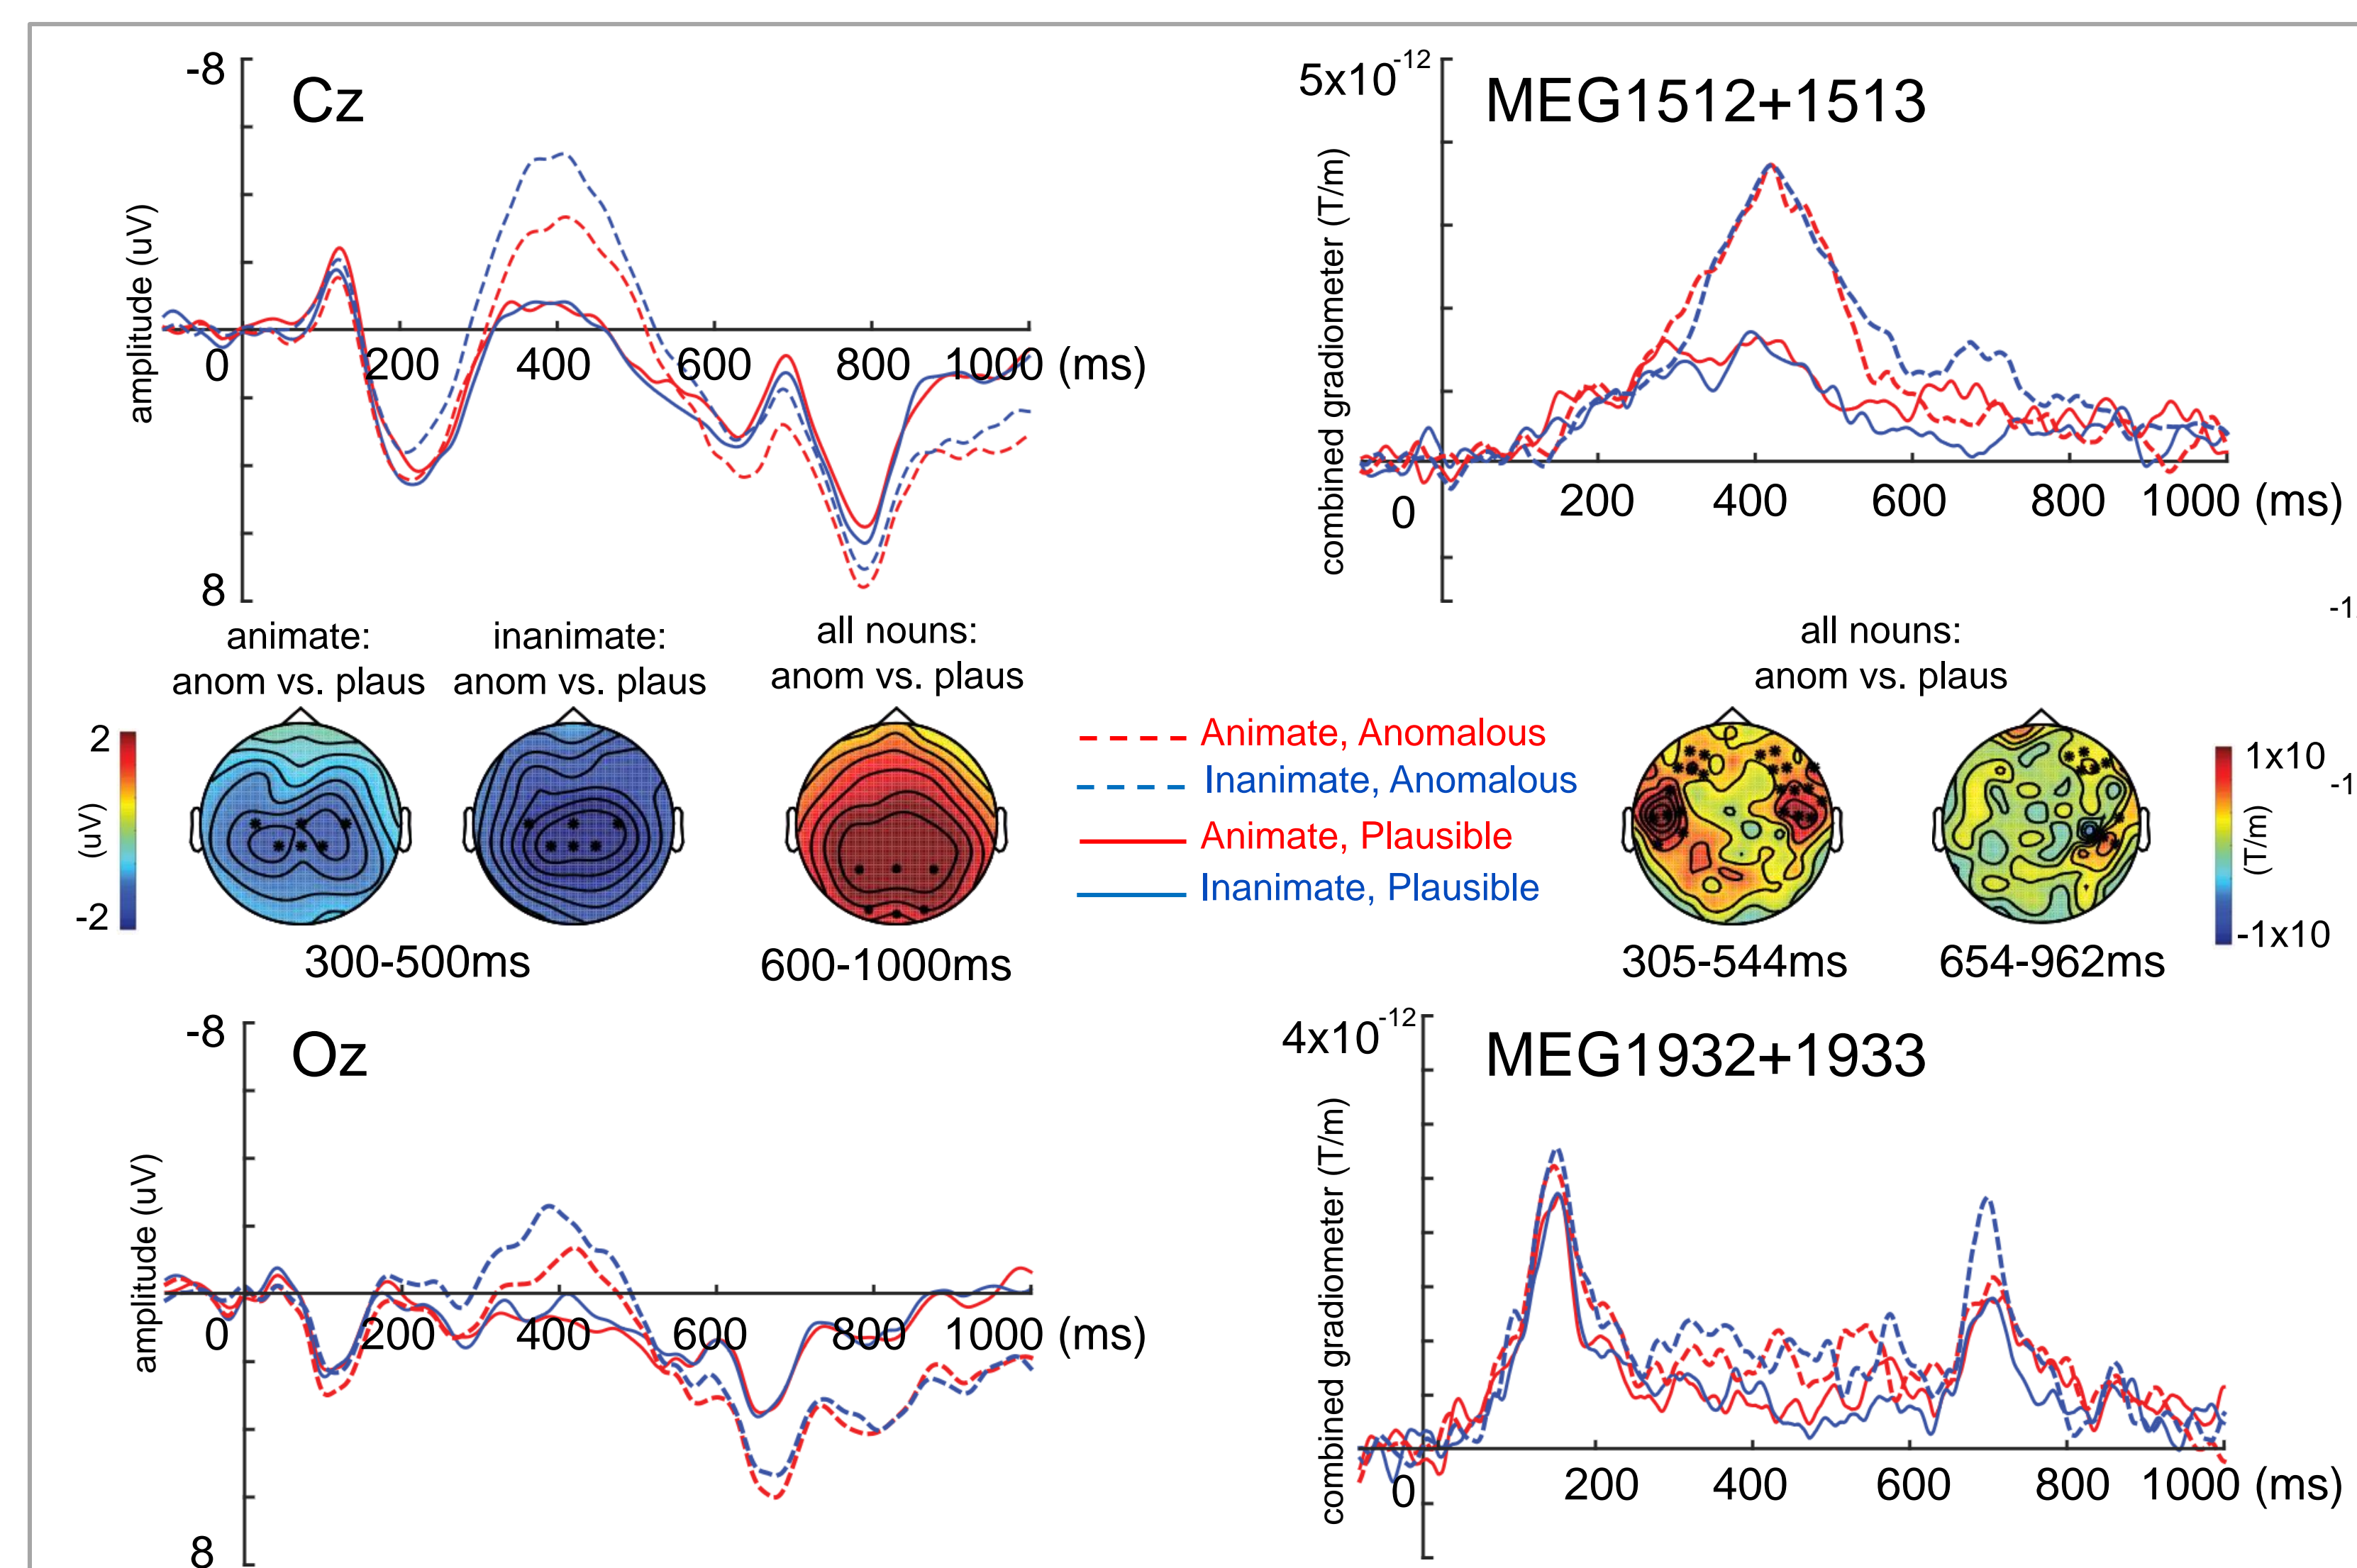 -8
Cz
amplitude (uV)
0
200
400
600
800
1000 (ms)
8
5x10-12
MEG1512+1513
combined gradiometer (T/m)
0
200
400
600
800
1000 (ms)
animate:
anom vs. plaus
inanimate:
anom vs. plaus
all nouns:
anom vs. plaus
2
(uV)
-2
300-500ms
600-1000ms
Animate, Anomalous
Inanimate, Anomalous
Animate, Plausible
Inanimate, Plausible
all nouns:
anom vs. plaus
305-544ms
654-962ms
1x10
-1
(T/m)
-1x10
-8
Oz
amplitude (uV)
0
200
400
600
800
1000 (ms)
8
4x10-12
MEG1932+1933
combined gradiometer (T/m)
0
200
400
600
800
1000 (ms)